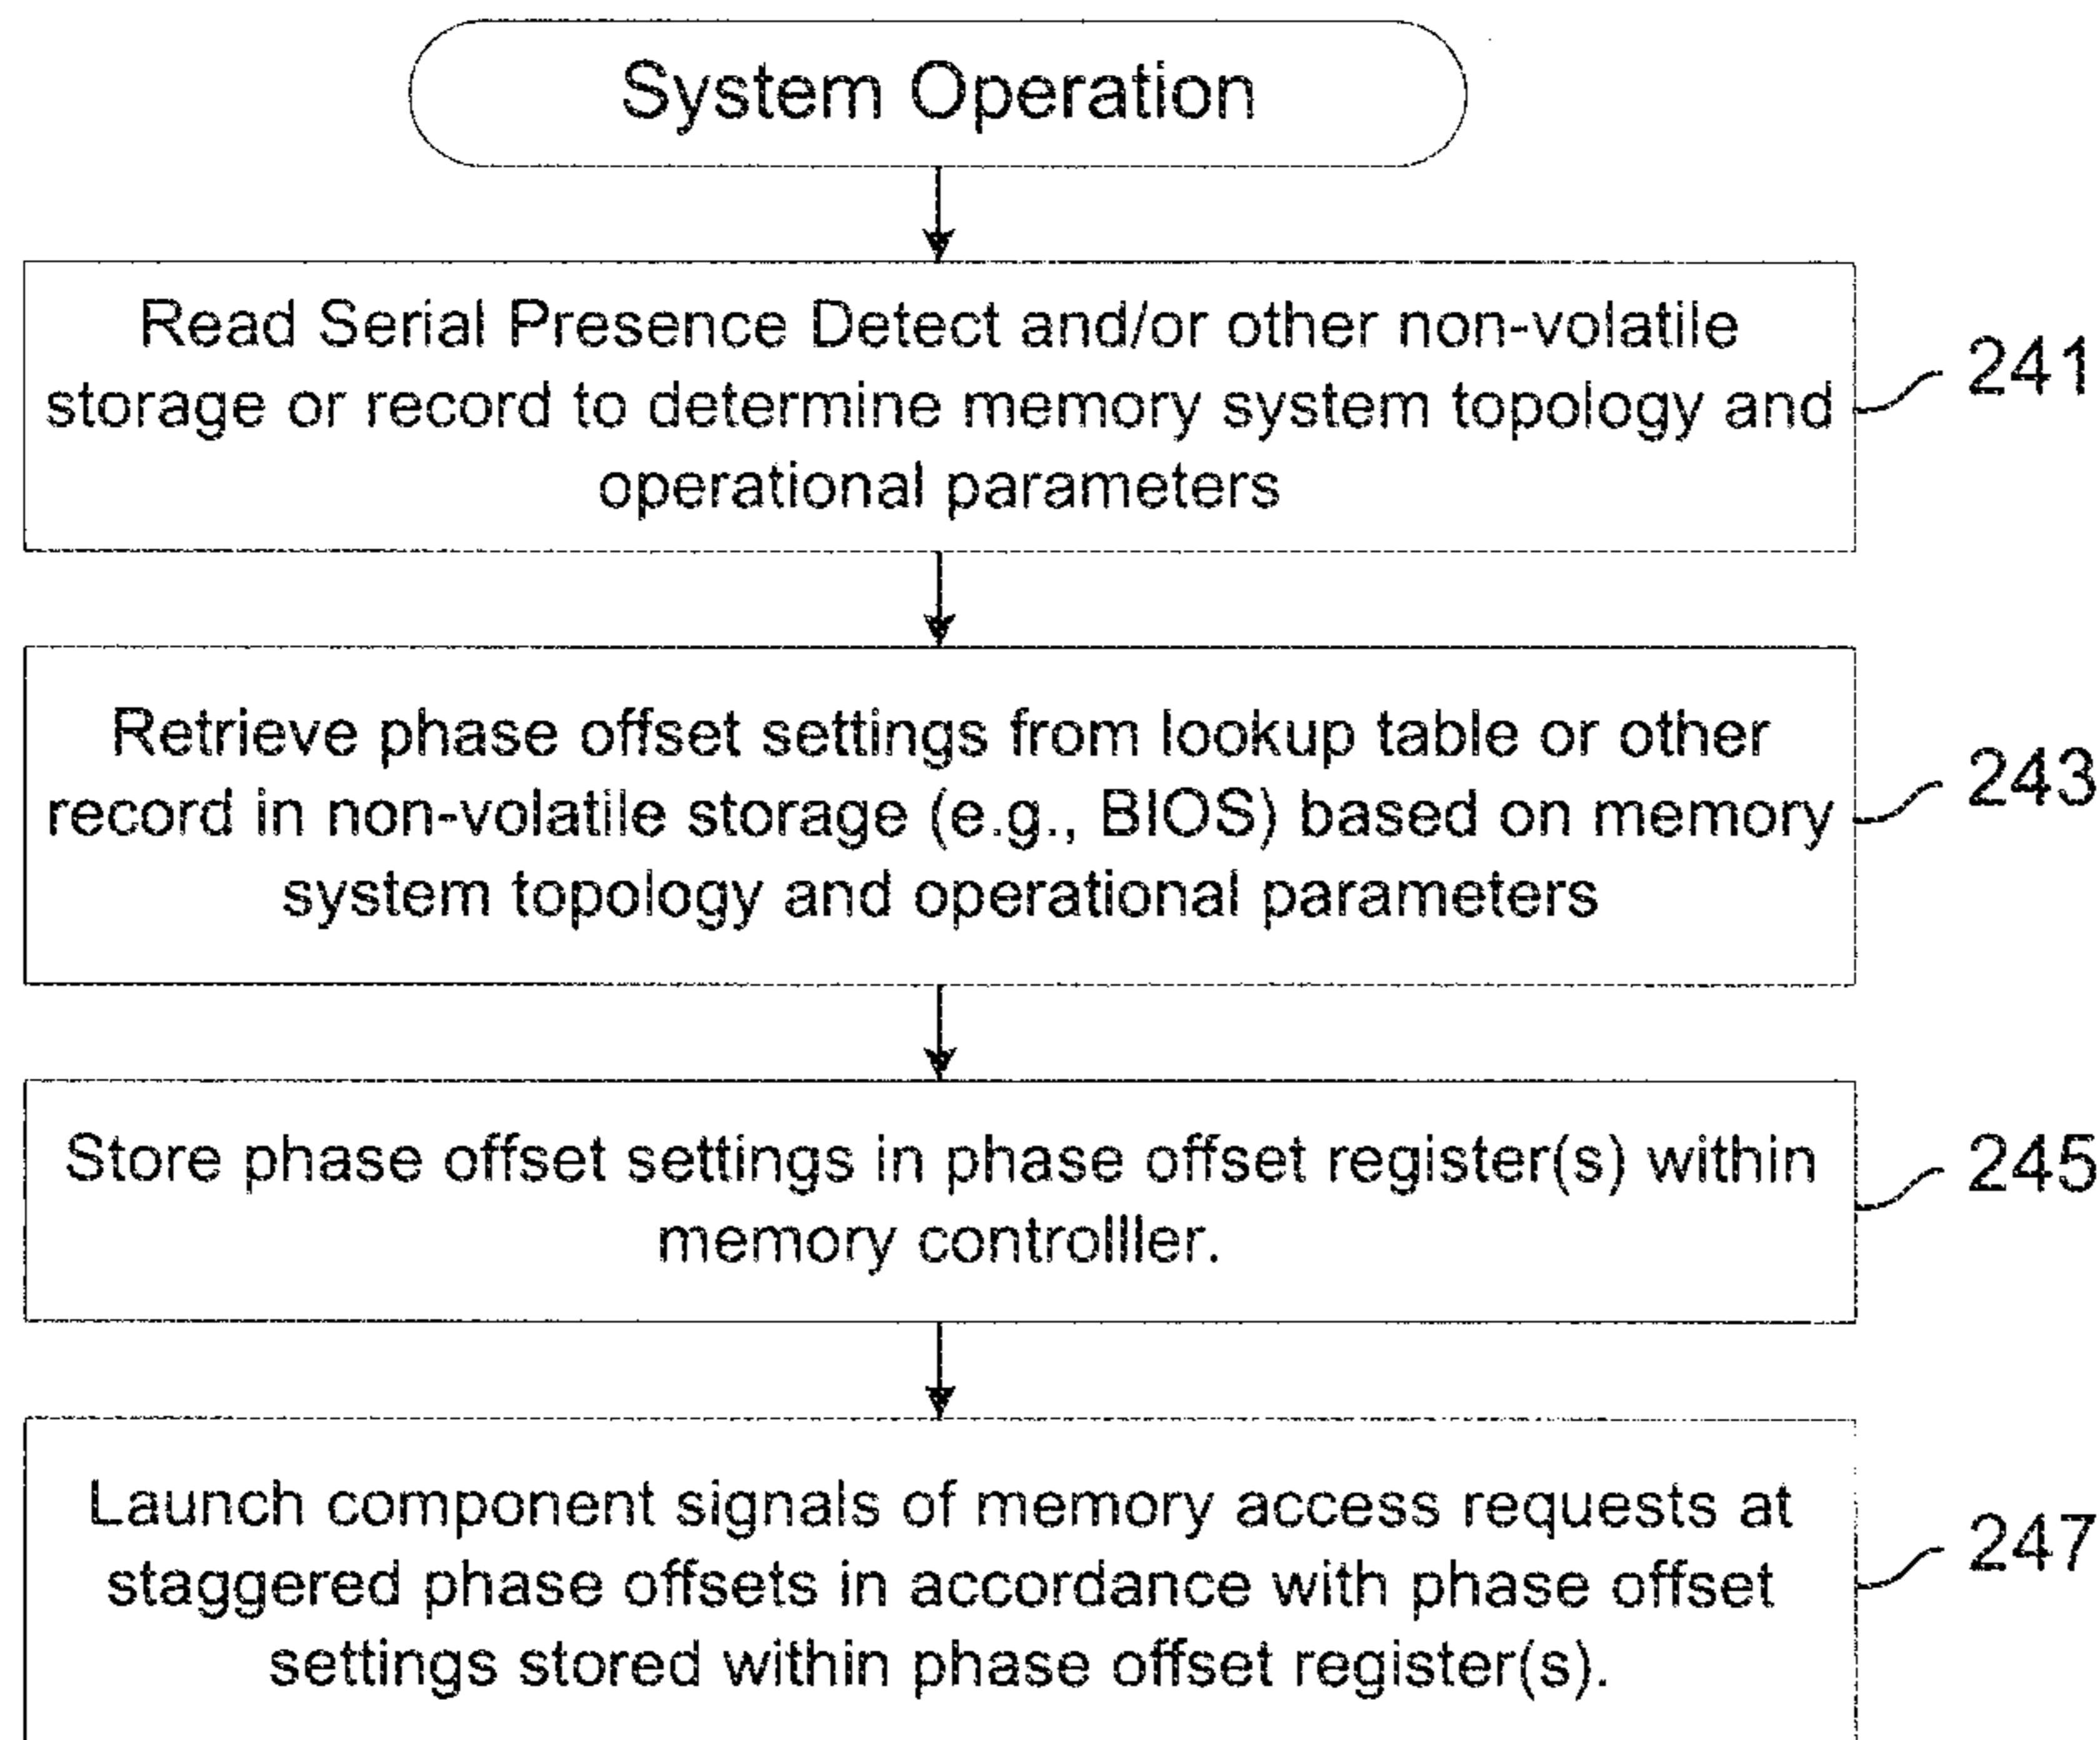 System Operation
Read Serial Presence Detect and/or other non-volatile
storage or record to determine memory system topology and
operational parameters
241
Retrieve phase offset settings from lookup table or other
record in non-volatile storage (e.g., BIOS) based on memory
system topology and operational parameters
243
Store phase offset settings in phase offset register(s) within
memory controlller.
245
Launch component signals of memory access requests at
staggered phase offsets in accordance with phase offset
settings stored within phase offset register(s).
247